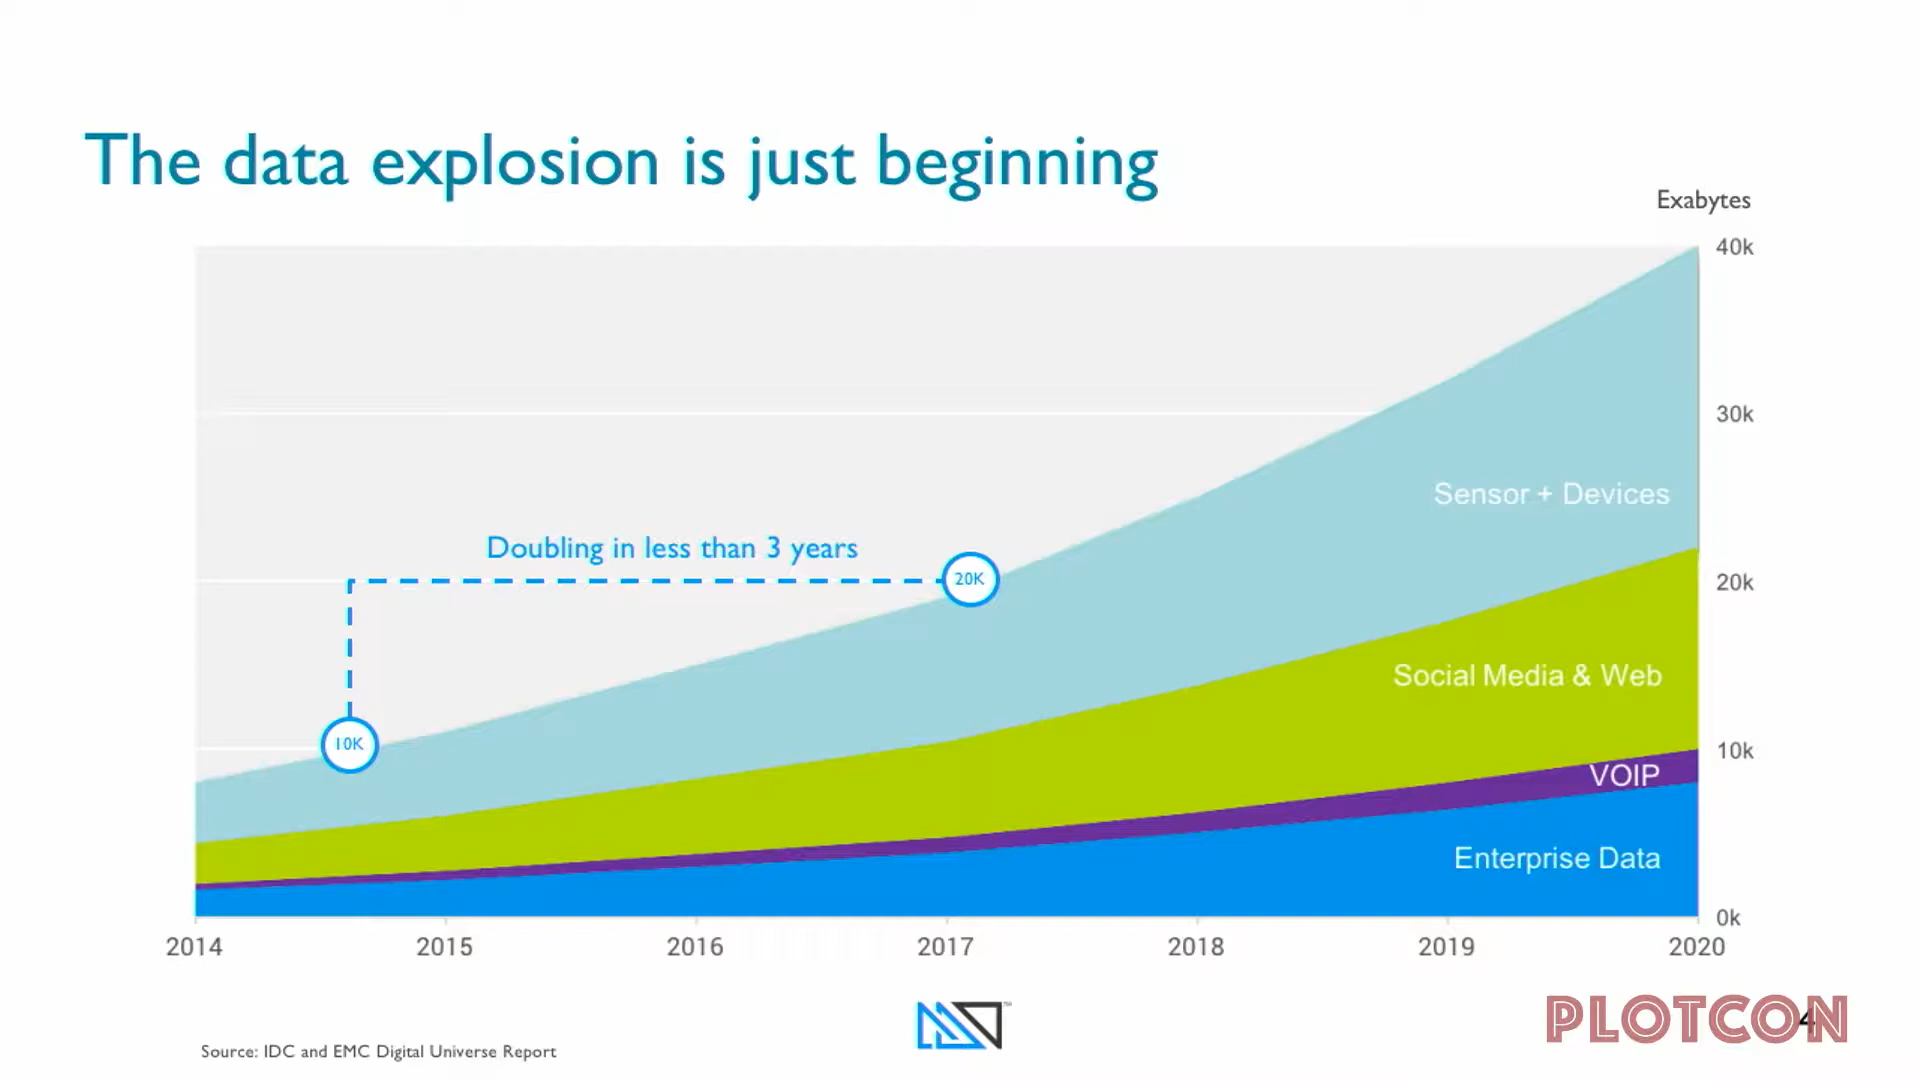 The data explosion is just beginning
Exabytes
40k
30k
Sensor + Devices
Doubling in less than 3 years
20K
20k
Social Media & Web
10K
10k
VOIP
Enterprise Data
0k
2014 2015 2016 2017 2018 2019 2020
TM
PLOTCON
4
Source: IDC and EMC Digital Universe Report